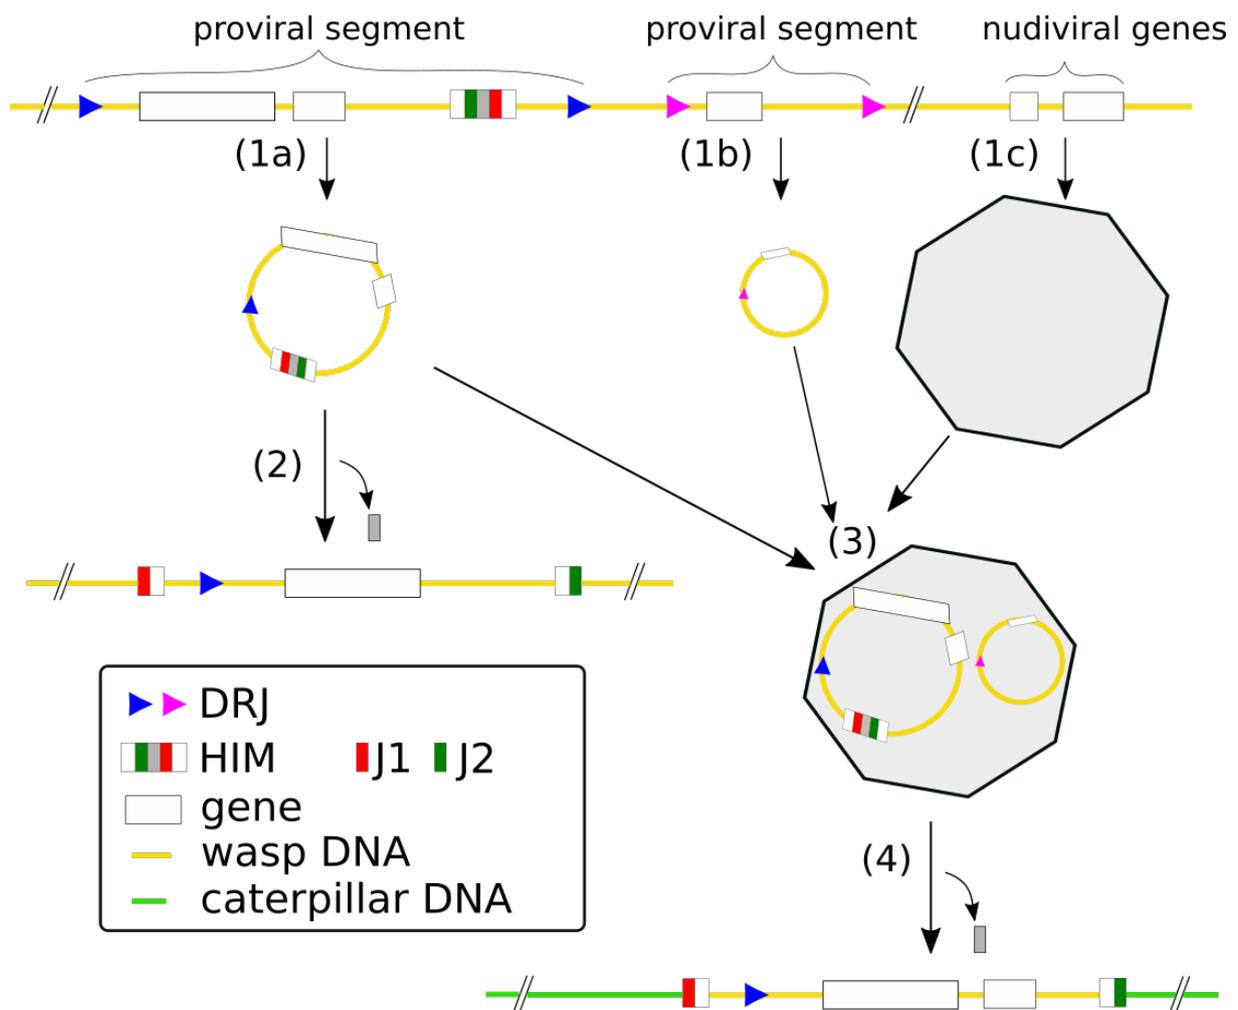 proviral segment
proviral segment
nudiviral genes
(1a)
(1b)
(1c)
(2)
(3)
DRJ
HIM
J1
J2
gene
wasp DNA
caterpillar DNA
(4)